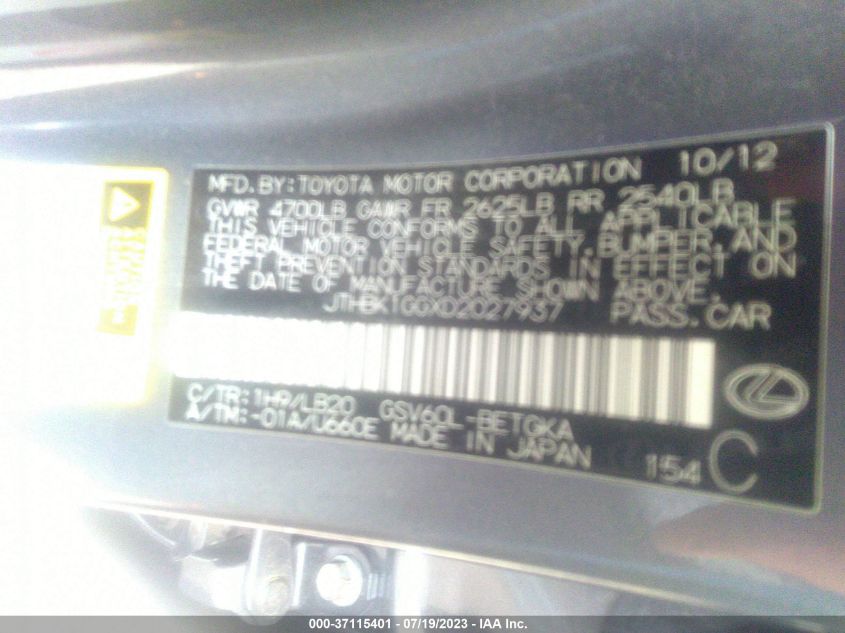 MFD. BY: TOYOTA MOTOR CORPORATION 10/12
GVWR 4700LB GAWR FR 2625LB RR 2540LB
THIS VEHICLE CONFORMS TO ALL APPLICABLE
FEDERAL MOTOR VEHICLE SAFETY, BUMPER, AND
THEFT PREVENTION STANDARDS IN EFFECT ON
THE DATE OF MANUFACTURE SHOWN ABOVE.
JTHBK1GGXD2027937 PASS. CAR
C/TR: 1H9/LB20 GSV60L-BETGKA
A/TM: -01A/U660E MADE IN JAPAN
154 C
000-37115401 - 07/19/2023 - IAA Inc.